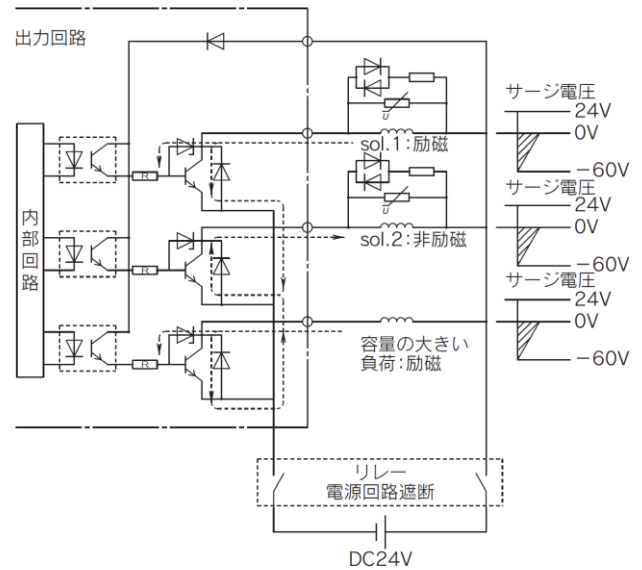 出力回路
内部回路
R
R
R
U
sol.1:励磁
U
sol.2:非励磁
容量の大きい
負荷:励磁
サージ電圧
24V
0V
−60V
サージ電圧
24V
0V
−60V
サージ電圧
24V
0V
−60V
リレー
電源回路遮断
DC24V